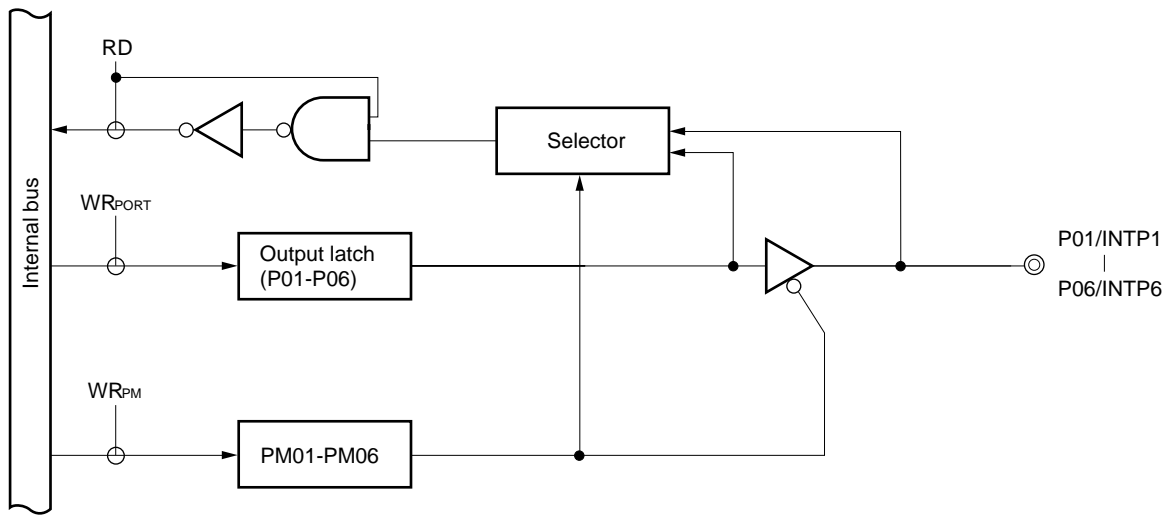 RD
Selector
Internal bus
WRPORT
Output latch
(P01-P06)
P01/INTP1
P06/INTP6
WRPM
PM01-PM06